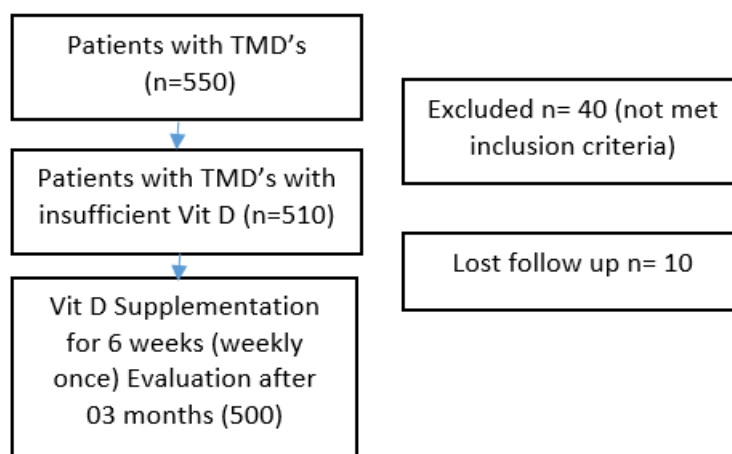 Patients with TMD's
(n=550)
Excluded n= 40 (not met
inclusion criteria)
Patients with TMD's with
insufficient Vit D (n=510)
Lost follow up n= 10
Vit D Supplementation
for 6 weeks (weekly
once) Evaluation after
03 months (500)